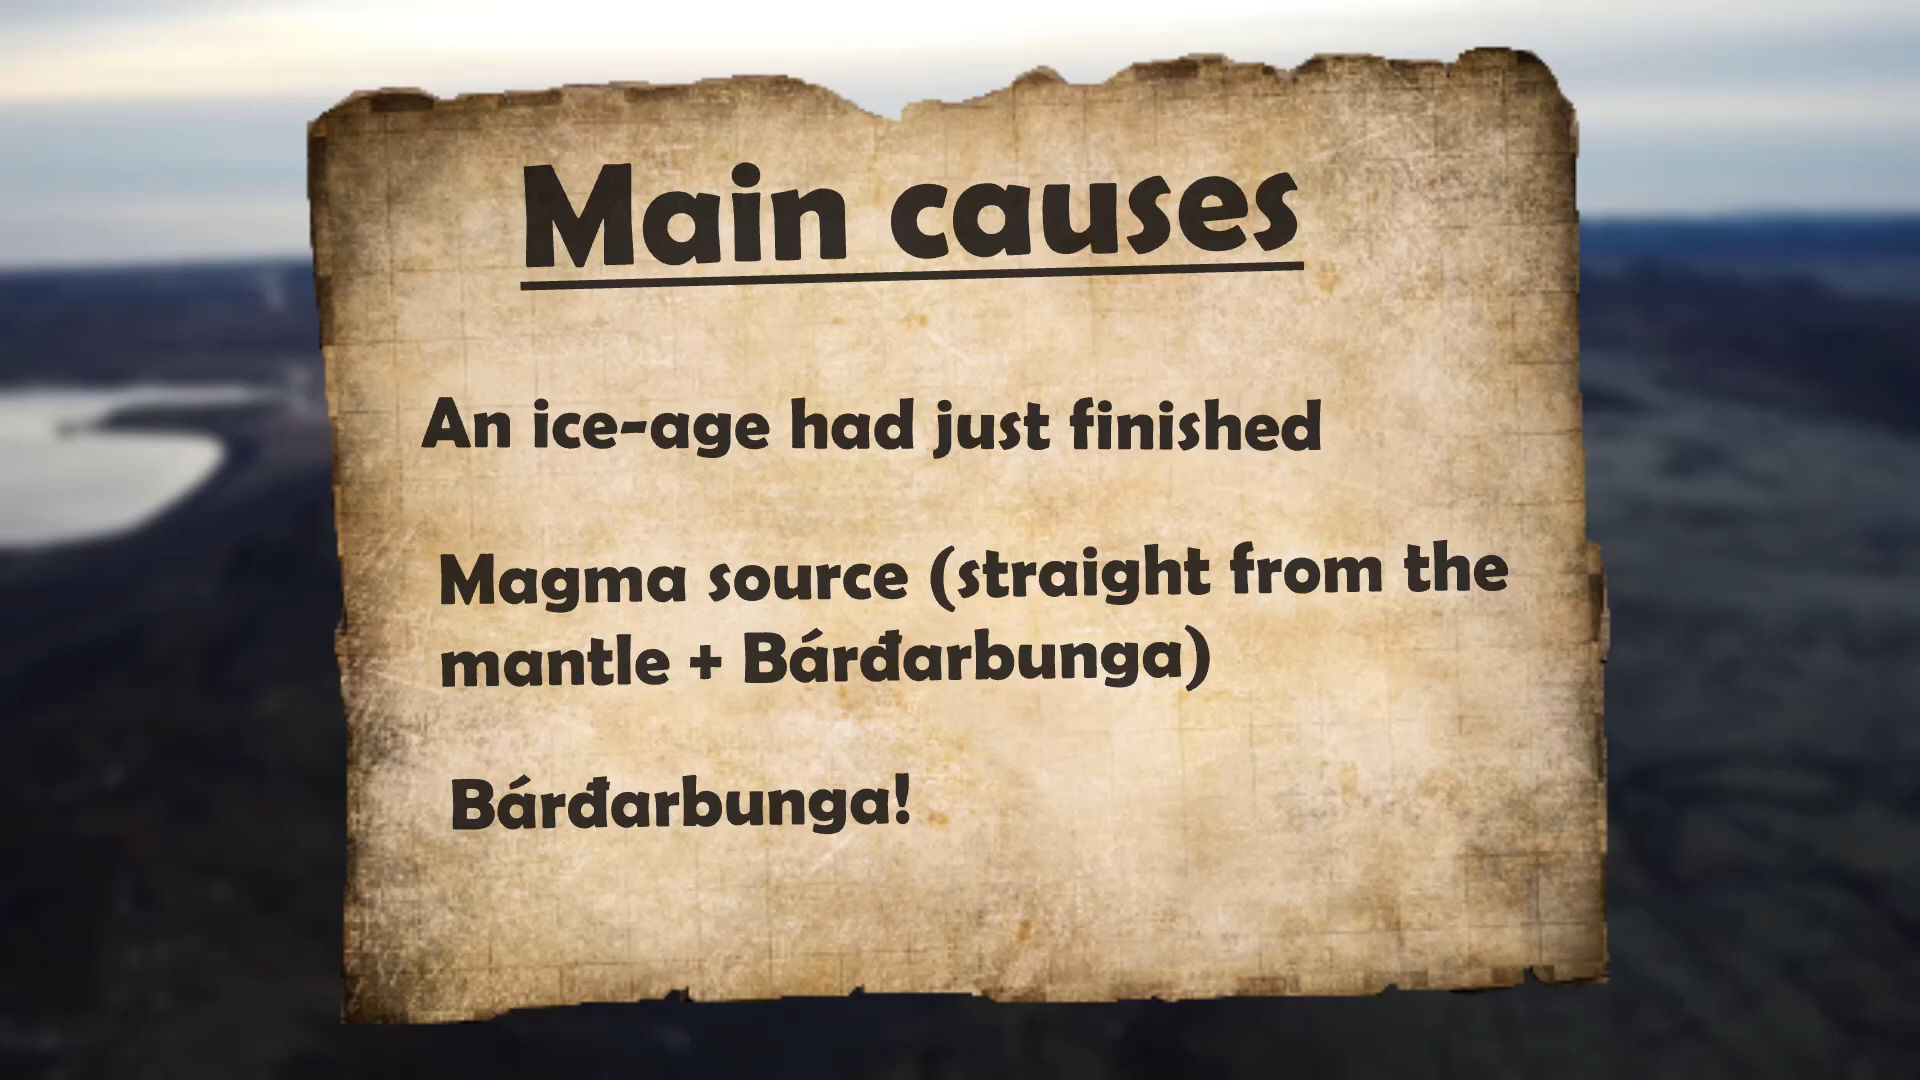 Main causes
An ice-age had just finished
Magma source (straight from the
mantle + Bárđarbunga)
Bárđarbunga!